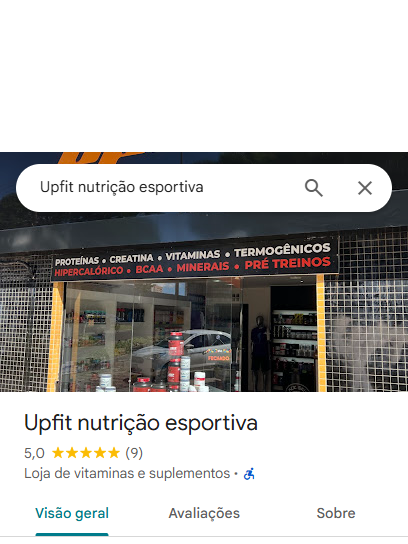 Upfit nutrição esportiva
PROTEÍNAS • CREATINA • VITAMINAS • TERMOGÊNICOS
HIPERCALÓRICO • BCAA • MINERAIS • PRÉ TREINOS
FECHADO
Upfit nutrição esportiva
5,0 ★★★★★ (9)
Loja de vitaminas e suplementos •
Visão geral Avaliações Sobre